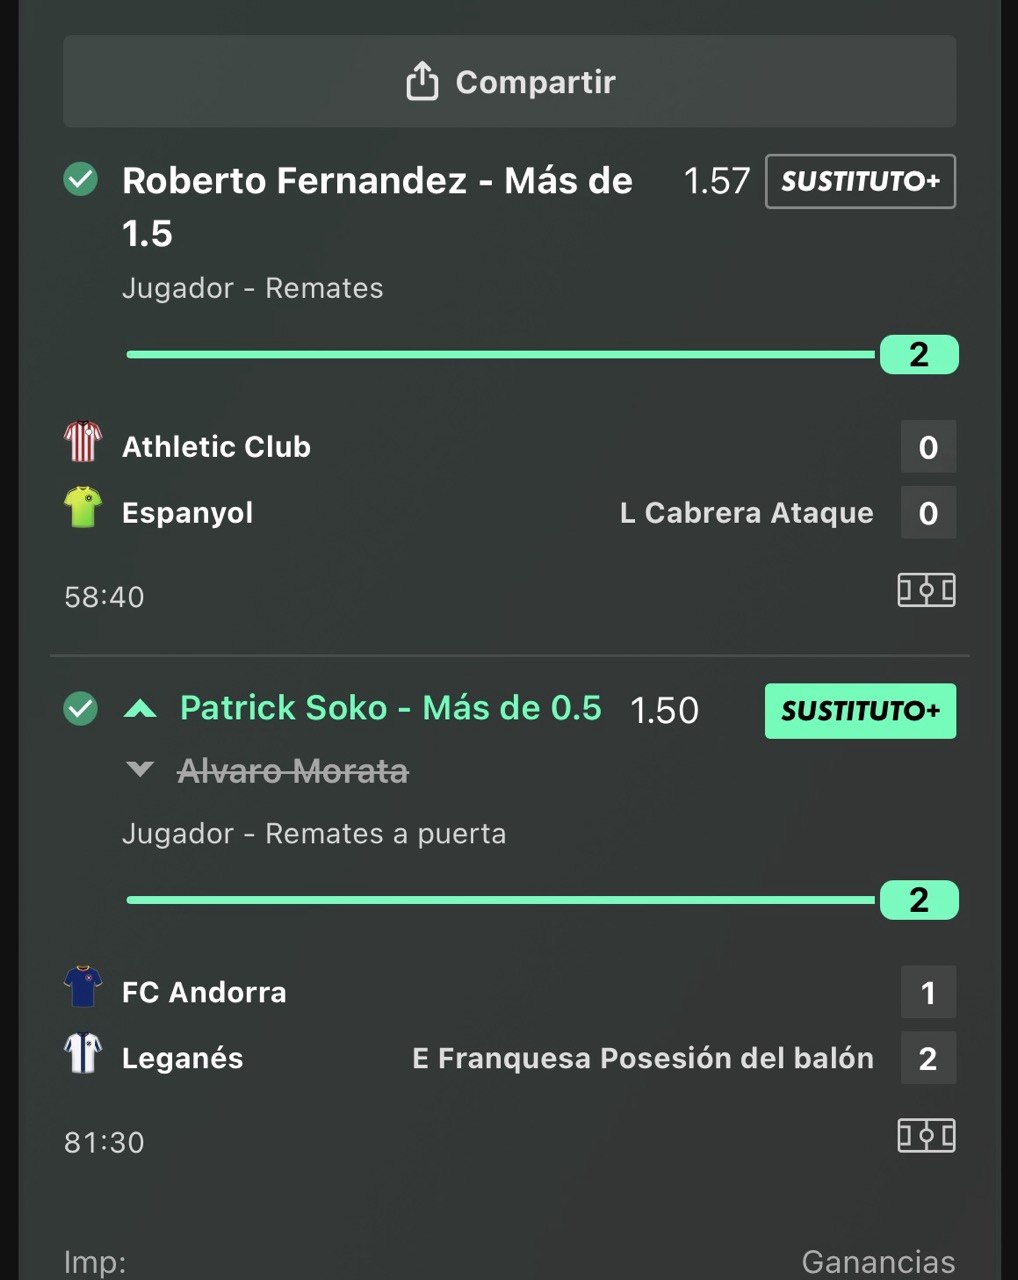 Compartir
Roberto Fernandez - Más de 1.57 SUSTITUTO+
1.5
Jugador - Remates
2
Athletic Club 0
Espanyol L Cabrera Ataque 0
58:40
Patrick Soko - Más de 0.5 1.50 SUSTITUTO+
Alvaro Morata
Jugador - Remates a puerta
2
FC Andorra 1
Leganés E Franquesa Posesión del balón 2
81:30
Imp: Ganancias